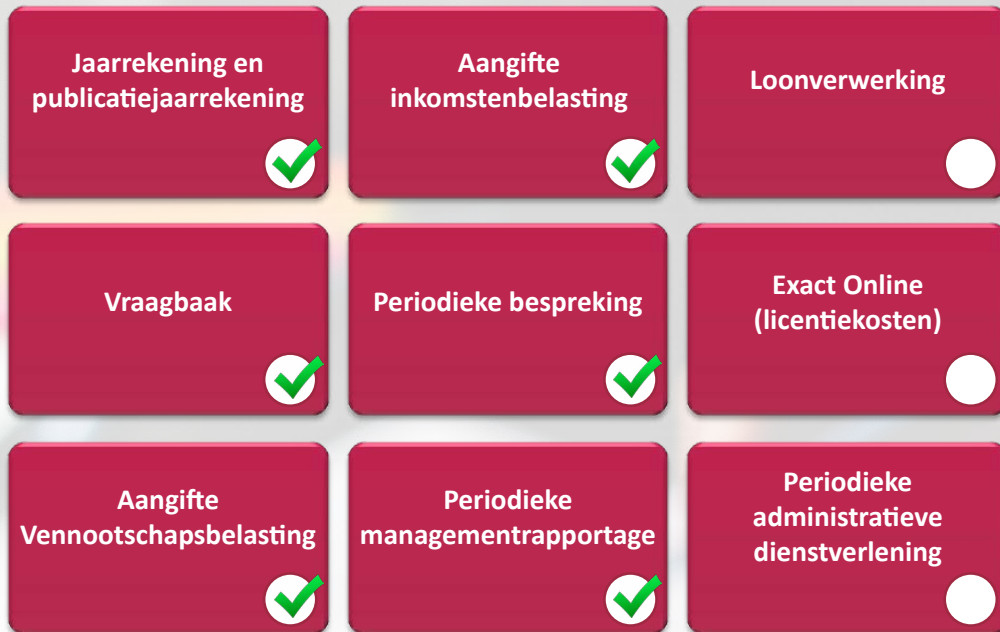 Jaarrekening en
publicatiejaarrekening
Aangifte
inkomstenbelasting
Loonverwerking
Vraagbaak
Periodieke bespreking
Exact Online
(licentiekosten)
Aangifte
Vennootschapsbelasting
Periodieke
managementrapportage
Periodieke
administratieve
dienstverlening